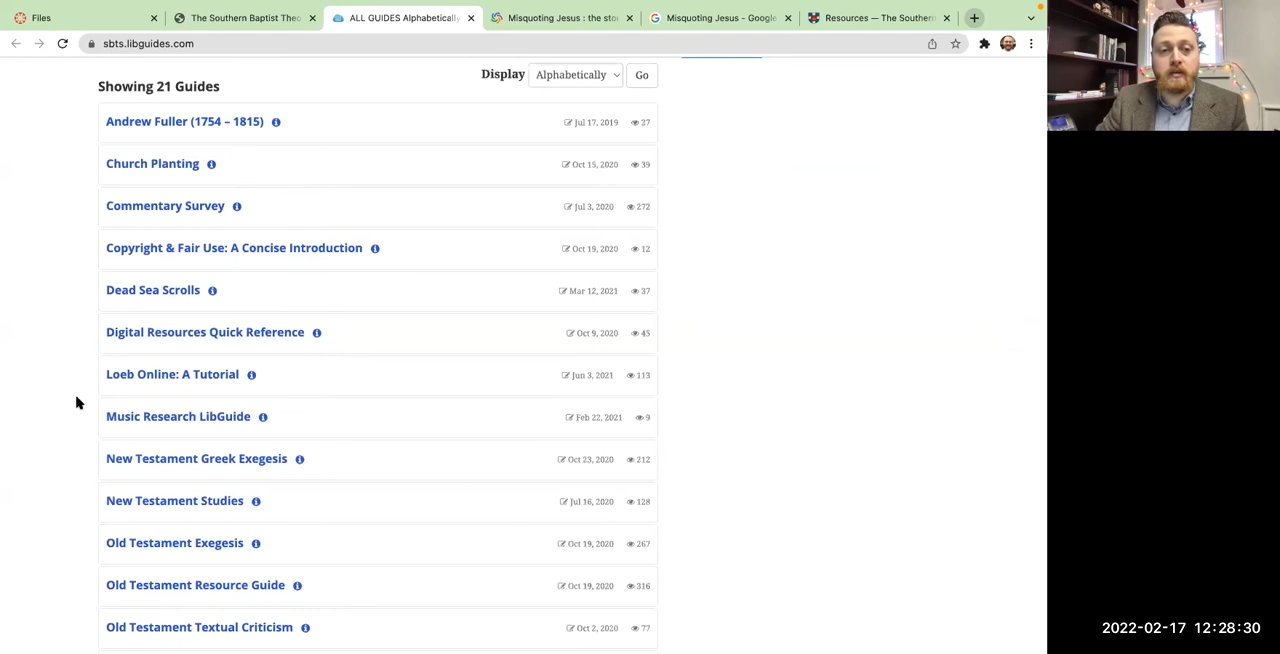 Files
The Southern Baptist Theo
ALL GUIDES Alphabetically
Misquoting Jesus : the sto
Misquoting Jesus - Google
Resources — The Southern
sbts.libguides.com
Display Alphabetically Go
Showing 21 Guides
Andrew Fuller (1754 – 1815) Jul 17, 2019 27
Church Planting Oct 15, 2020 39
Commentary Survey Jul 3, 2020 272
Copyright & Fair Use: A Concise Introduction Oct 19, 2020 12
Dead Sea Scrolls Mar 12, 2021 37
Digital Resources Quick Reference Oct 9, 2020 45
Loeb Online: A Tutorial Jun 3, 2021 113
Music Research LibGuide Feb 22, 2021 9
New Testament Greek Exegesis Oct 23, 2020 212
New Testament Studies Jul 16, 2020 128
Old Testament Exegesis Oct 19, 2020 267
Old Testament Resource Guide Oct 19, 2020 316
Old Testament Textual Criticism Oct 2, 2020 77
2022-02-17 12:28:30